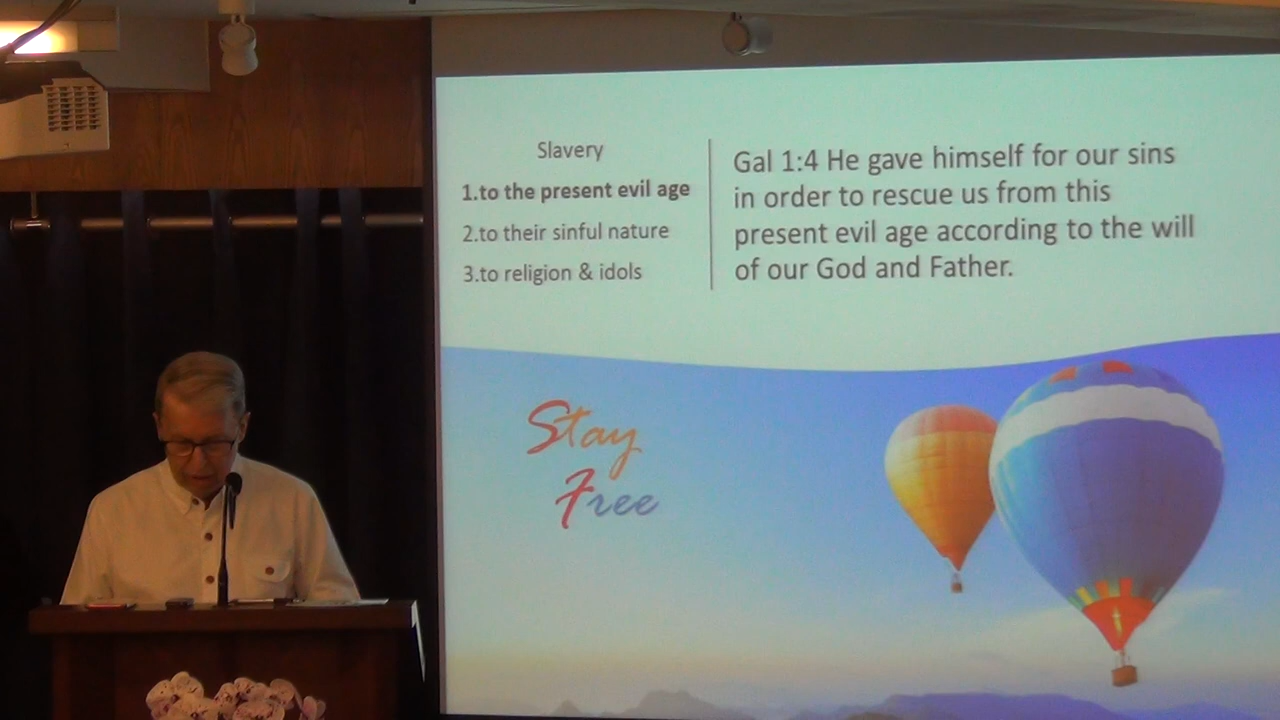 Slavery
1.to the present evil age
2.to their sinful nature
3.to religion & idols
Gal 1:4 He gave himself for our sins
in order to rescue us from this
present evil age according to the will
of our God and Father.
Stay
Free